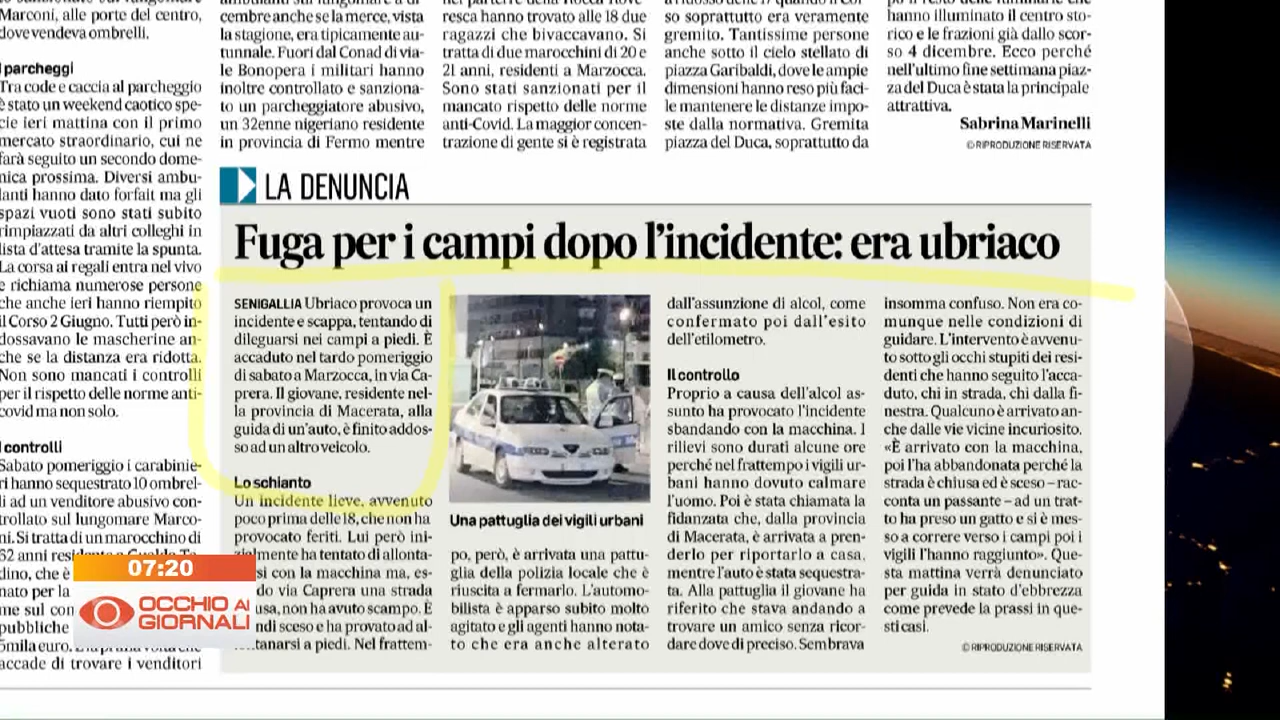 Marconi, alle porte del centro,
dove vendeva ombrelli.
I parcheggi
Tra code e caccia al parcheggio
è stato un weekend caotico spe-
cie ieri mattina con il primo
mercato straordinario, cui ne
farà seguito un secondo dome-
nica prossima. Diversi ambu-
lanti hanno dato forfait ma gli
spazi vuoti sono stati subito
rimpiazzati da altri colleghi in
lista d'attesa tramite la spunta.
La corsa ai regali entra nel vivo
e richiama numerose persone
che anche ieri hanno riempito
il Corso 2 Giugno. Tutti però in-
dossavano le mascherine an-
che se la distanza era ridotta.
Non sono mancati i controlli
per il rispetto delle norme anti-
covid ma non solo.
I controlli
Sabato pomeriggio i carabinie-
ri hanno sequestrato 10 ombrel-
li ad un venditore abusivo con-
trollato sul lungomare Marco-
ni. Si tratta di un marocchino di
62 anni
dino, che è
nato per la
me sul con
pubbliche
5mila euro.
accade di trovare i venditori
cembre anche se la merce, vista
la stagione, era tipicamente au-
tunnale. Fuori dal Conad di via-
le Bonopera i militari hanno
inoltre controllato e sanziona-
to un parcheggiatore abusivo,
un 32enne nigeriano residente
in provincia di Fermo mentre
resca hanno trovato alle 18 due
ragazzi che bivaccavano. Si
tratta di due marocchini di 20 e
21 anni, residenti a Marzocca.
Sono stati sanzionati per il
mancato rispetto delle norme
anti-Covid. La maggior concen-
trazione di gente si è registrata
so soprattutto era veramente
gremito. Tantissime persone
anche sotto il cielo stellato di
piazza Garibaldi, dove le ampie
dimensioni hanno reso più faci-
le mantenere le distanze impo-
ste dalla normativa. Gremita
piazza del Duca, soprattutto da
hanno illuminato il centro sto-
rico e le frazioni già dallo scor-
so 4 dicembre. Ecco perché
nell'ultimo fine settimana piaz-
za del Duca è stata la principale
attrattiva.
Sabrina Marinelli
© RIPRODUZIONE RISERVATA
LA DENUNCIA
Fuga per i campi dopo l'incidente: era ubriaco
SENIGALLIA Ubriaco provoca un
incidente e scappa, tentando di
dileguarsi nei campi a piedi. È
accaduto nel tardo pomeriggio
di sabato a Marzocca, in via Ca-
prera. Il giovane, residente nel-
la provincia di Macerata, alla
guida di un'auto, è finito addos-
so ad un altro veicolo.
Lo schianto
Un incidente lieve, avvenuto
poco prima delle 18, che non ha
provocato feriti. Lui però ini-
zialmente ha tentato di allonta-
si con la macchina ma, es-
do via Caprera una strada
usa, non ha avuto scampo. È
ndi sceso e ha provato ad al-
tanarsi a piedi. Nel frattem-
Una pattuglia dei vigili urbani
po, però, è arrivata una pattu-
glia della polizia locale che è
riuscita a fermarlo. L'automo-
bilista è apparso subito molto
agitato e gli agenti hanno nota-
to che era anche alterato
dall'assunzione di alcol, come
confermato poi dall'esito
dell'etilometro.
Il controllo
Proprio a causa dell'alcol as-
sunto ha provocato l'incidente
sbandando con la macchina. I
rilievi sono durati alcune ore
perché nel frattempo i vigili ur-
bani hanno dovuto calmare
l'uomo. Poi è stata chiamata la
fidanzata che, dalla provincia
di Macerata, è arrivata a pren-
derlo per riportarlo a casa,
mentre l'auto è stata sequestra-
ta. Alla pattuglia il giovane ha
riferito che stava andando a
trovare un amico senza ricor-
dare dove di preciso. Sembrava
insomma confuso. Non era co-
munque nelle condizioni di
guidare. L'intervento è avvenu-
to sotto gli occhi stupiti dei resi-
denti che hanno seguito l'acca-
duto, chi in strada, chi dalla fi-
nestra. Qualcuno è arrivato an-
che dalle vie vicine incuriosito.
«È arrivato con la macchina,
poi l'ha abbandonata perché la
strada è chiusa ed è sceso – rac-
conta un passante – ad un trat-
to ha preso un gatto e si è mes-
so a correre verso i campi poi i
vigili l'hanno raggiunto». Que-
sta mattina verrà denunciato
per guida in stato d'ebbrezza
come prevede la prassi in que-
sti casi.
© RIPRODUZIONE RISERVATA
07:20
OCCHIO AI
GIORNALI